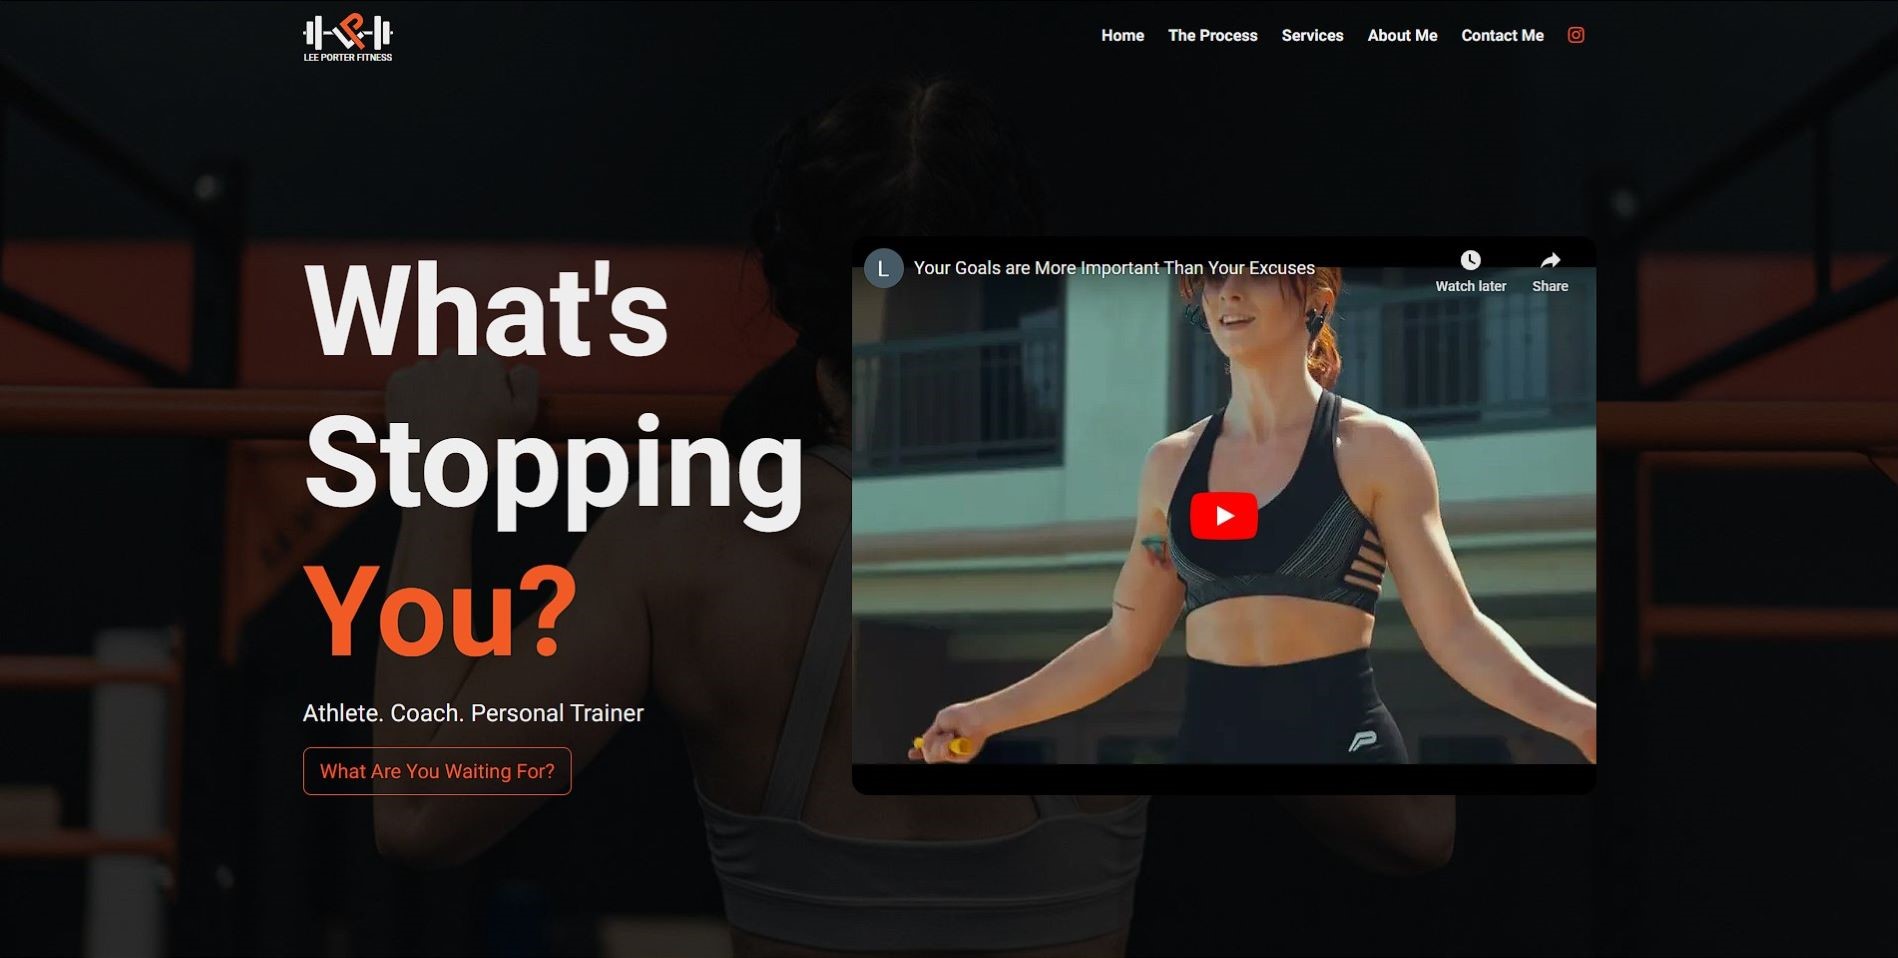 LEE PORTER FITNESS
Home The Process Services About Me Contact Me
What's
Stopping
You?
Athlete. Coach. Personal Trainer
What Are You Waiting For?
L Your Goals are More Important Than Your Excuses
Watch later Share